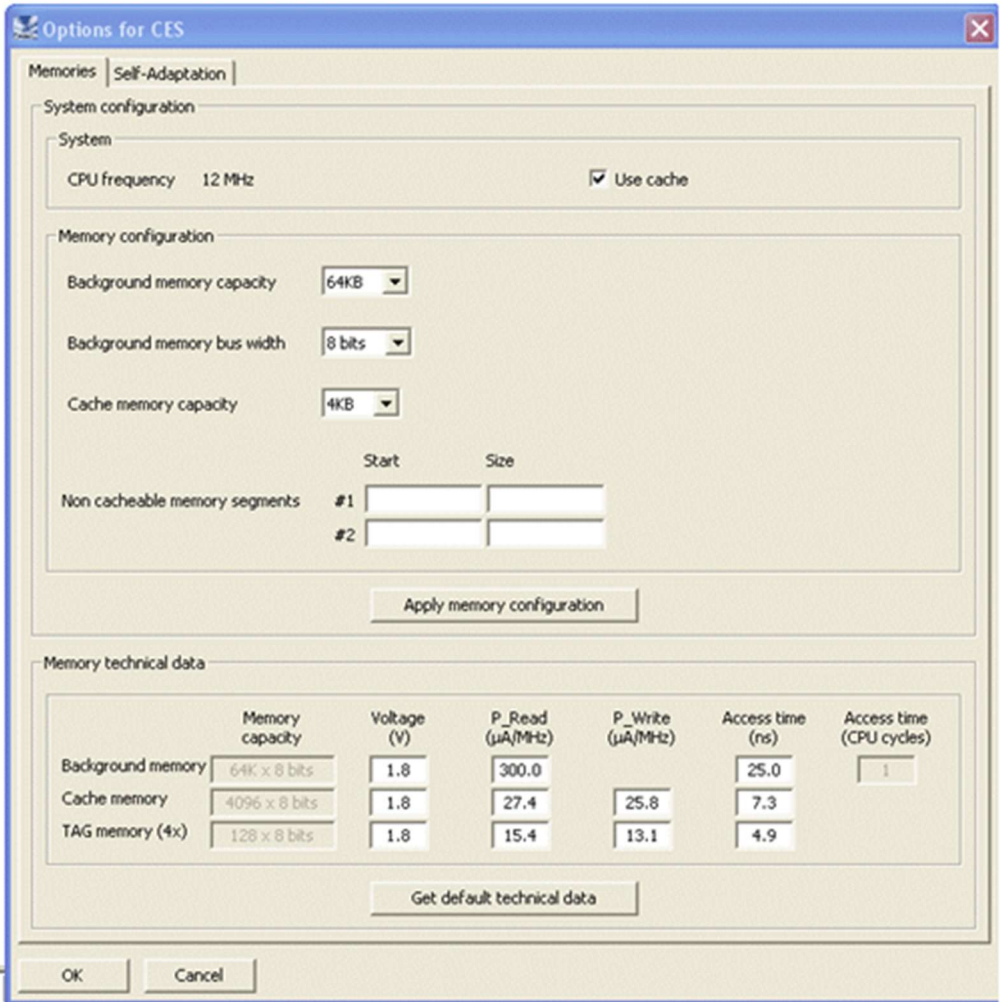 Options for CES
Memories Self-Adaptation
System configuration
System
CPU frequency 12 MHz Use cache
Memory configuration
Background memory capacity 64KB
Background memory bus width 8 bits
Cache memory capacity 4KB
Start Size
Non cacheable memory segments #1
#2
Apply memory configuration
Memory technical data
Memory capacity Voltage (V) P_Read (µA/MHz) P_Write (µA/MHz) Access time (ns) Access time (CPU cycles)
Background memory 64K x 8 bits 1.8 300.0 25.0 1
Cache memory 4096 x 8 bits 1.8 27.4 25.8 7.3
TAG memory (4x) 128 x 8 bits 1.8 15.4 13.1 4.9
Get default technical data
OK Cancel